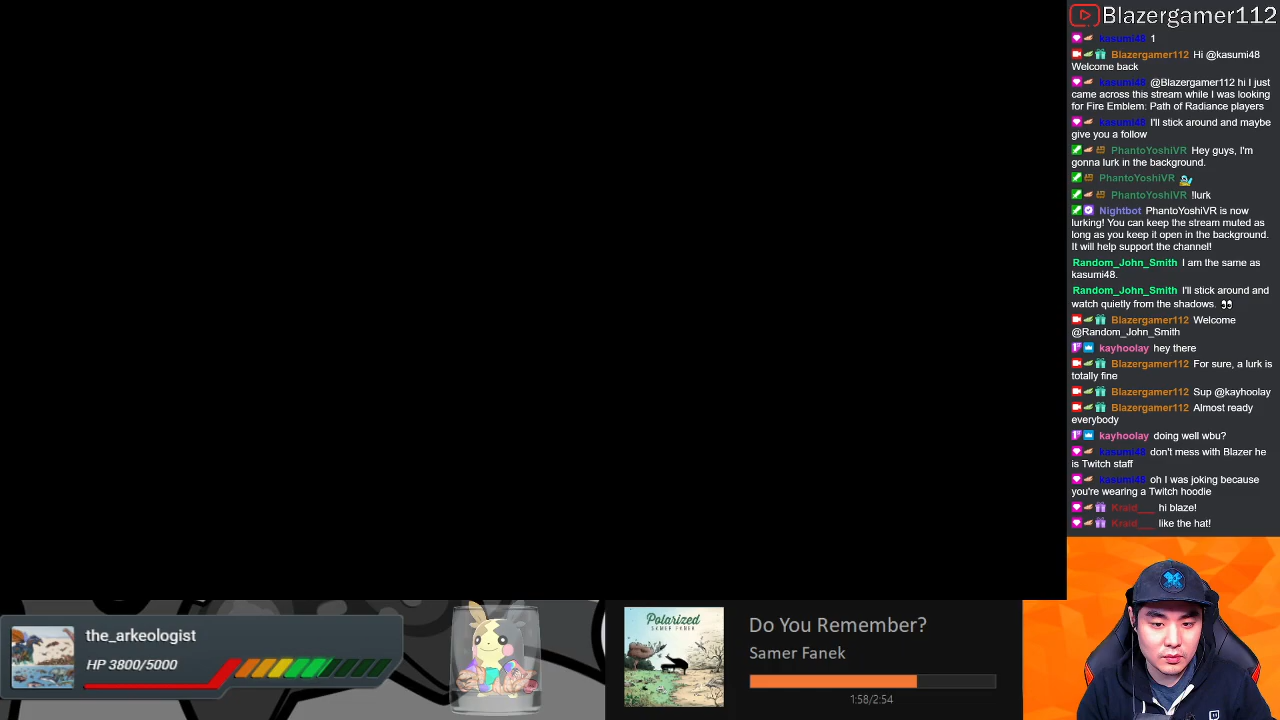 Blazergamer112
kasumi48 1
Blazergamer112 Hi @kasumi48
Welcome back
kasumi48 @Blazergamer112 hi I just
came across this stream while I was looking
for Fire Emblem: Path of Radiance players
kasumi48 I'll stick around and maybe
give you a follow
PhantoYoshiVR Hey guys, I'm
gonna lurk in the background.
PhantoYoshiVR
PhantoYoshiVR !lurk
Nightbot PhantoYoshiVR is now
lurking! You can keep the stream muted as
long as you keep it open in the background.
It will help support the channel!
Random_John_Smith I am the same as
kasumi48.
Random_John_Smith I'll stick around and
watch quietly from the shadows. 👀
Blazergamer112 Welcome
@Random_John_Smith
kayhoolay hey there
Blazergamer112 For sure, a lurk is
totally fine
Blazergamer112 Sup @kayhoolay
Blazergamer112 Almost ready
everybody
kayhoolay doing well wbu?
kasumi48 don't mess with Blazer he
is Twitch staff
kasumi48 oh I was joking because
you're wearing a Twitch hoodie
Kraid___ hi blaze!
Kraid___ like the hat!
the_arkeologist
HP 3800/5000
Polarized
SAMER FANEK
Do You Remember?
Samer Fanek
1:58/2:54